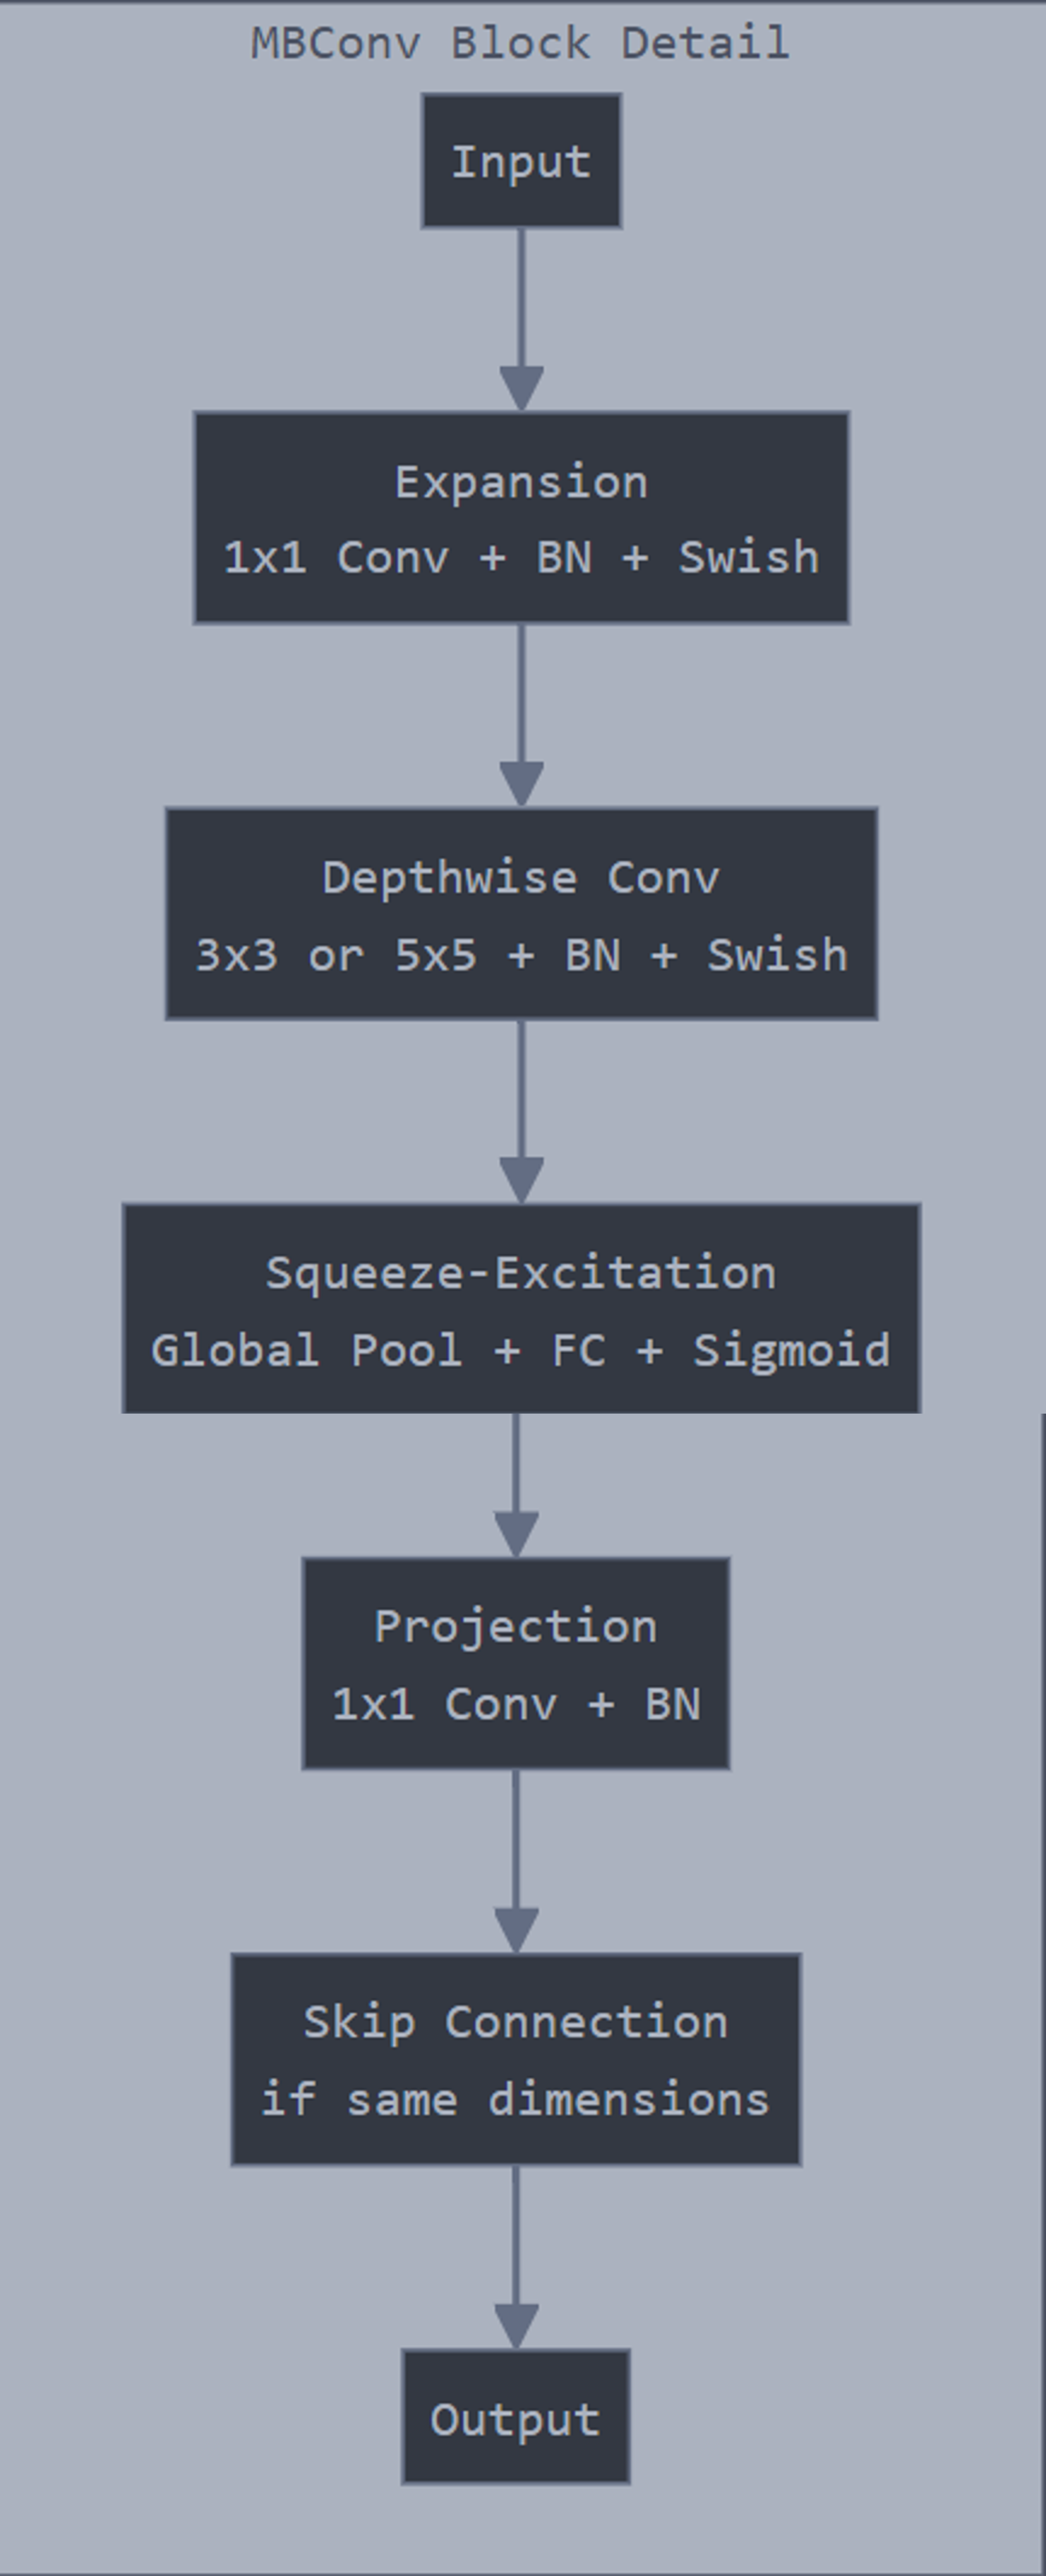 MBConv Block Detail
Input
Expansion
1x1 Conv + BN + Swish
Depthwise Conv
3x3 or 5x5 + BN + Swish
Squeeze-Excitation
Global Pool + FC + Sigmoid
Projection
1x1 Conv + BN
Skip Connection
if same dimensions
Output